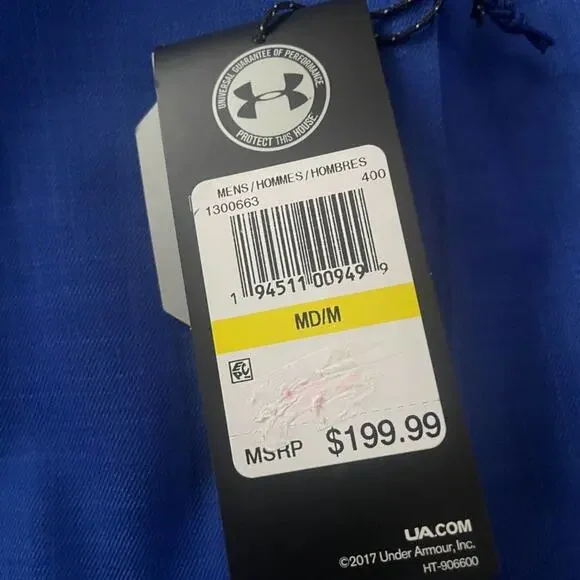 UNIVERSAL GUARANTEE OF PERFORMANCE
PROTECT THIS HOUSE.
MENS/HOMMES/HOMBRES
1300663 400
1 94511 00949 9
MD/M
MSRP $199.99
UA.COM
©2017 Under Armour, Inc.
HT-906600